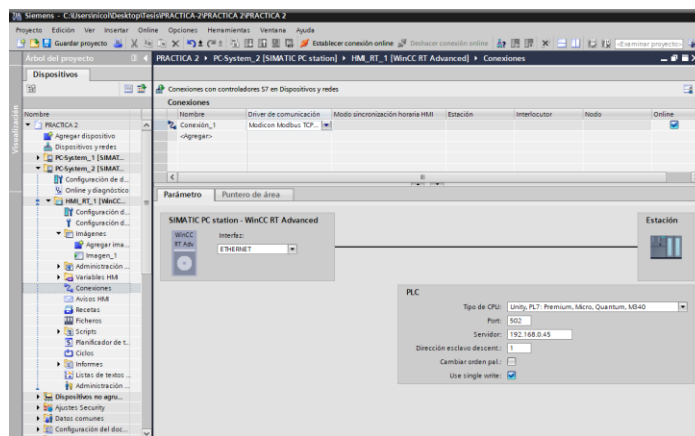 Siemens - C:\Users\nicol\Desktop\Tesis\PRACTICA-2\PRACTICA 2\PRACTICA 2
Proyecto Edición Ver Insertar Online Opciones Herramientas Ventana Ayuda
Guardar proyecto Establecer conexión online Deshacer conexión online <Examinar proyecto>
Árbol del proyecto
PRACTICA 2 PC-System_2 [SIMATIC PC station] HMI_RT_1 [WinCC RT Advanced] Conexiones
Dispositivos
Conexiones con controladores S7 en Dispositivos y redes
Conexiones
Nombre Driver de comunicación Modo sincronización horaria HMI Estación Interlocutor Nodo Online
Conexión_1 Modicon Modbus TCP...
<Agregar>
Visualización
Nombre
PRACTICA 2
Agregar dispositivo
Dispositivos y redes
PC-System_1 [SIMAT...
PC-System_2 [SIMAT...
Configuración de d...
Online y diagnóstico
HMI_RT_1 [WinCC...
Configuración d...
Configuración d...
Imágenes
Agregar ima...
Imagen_1
Administración ...
Variables HMI
Conexiones
Avisos HMI
Recetas
Ficheros
Scripts
Planificador de t...
Ciclos
Informes
Listas de textos ...
Administración ...
Dispositivos no agru...
Ajustes Security
Datos comunes
Configuración del doc...
Parámetro Puntero de área
SIMATIC PC station - WinCC RT Advanced
WinCC
RT Adv
Interfaz:
ETHERNET
Estación
PLC
Tipo de CPU: Unity, PL7: Premium, Micro, Quantum, M340
Port: 502
Servidor: 192.168.0.45
Dirección esclavo descent.: 1
Cambiar orden pal.:
Use single write: